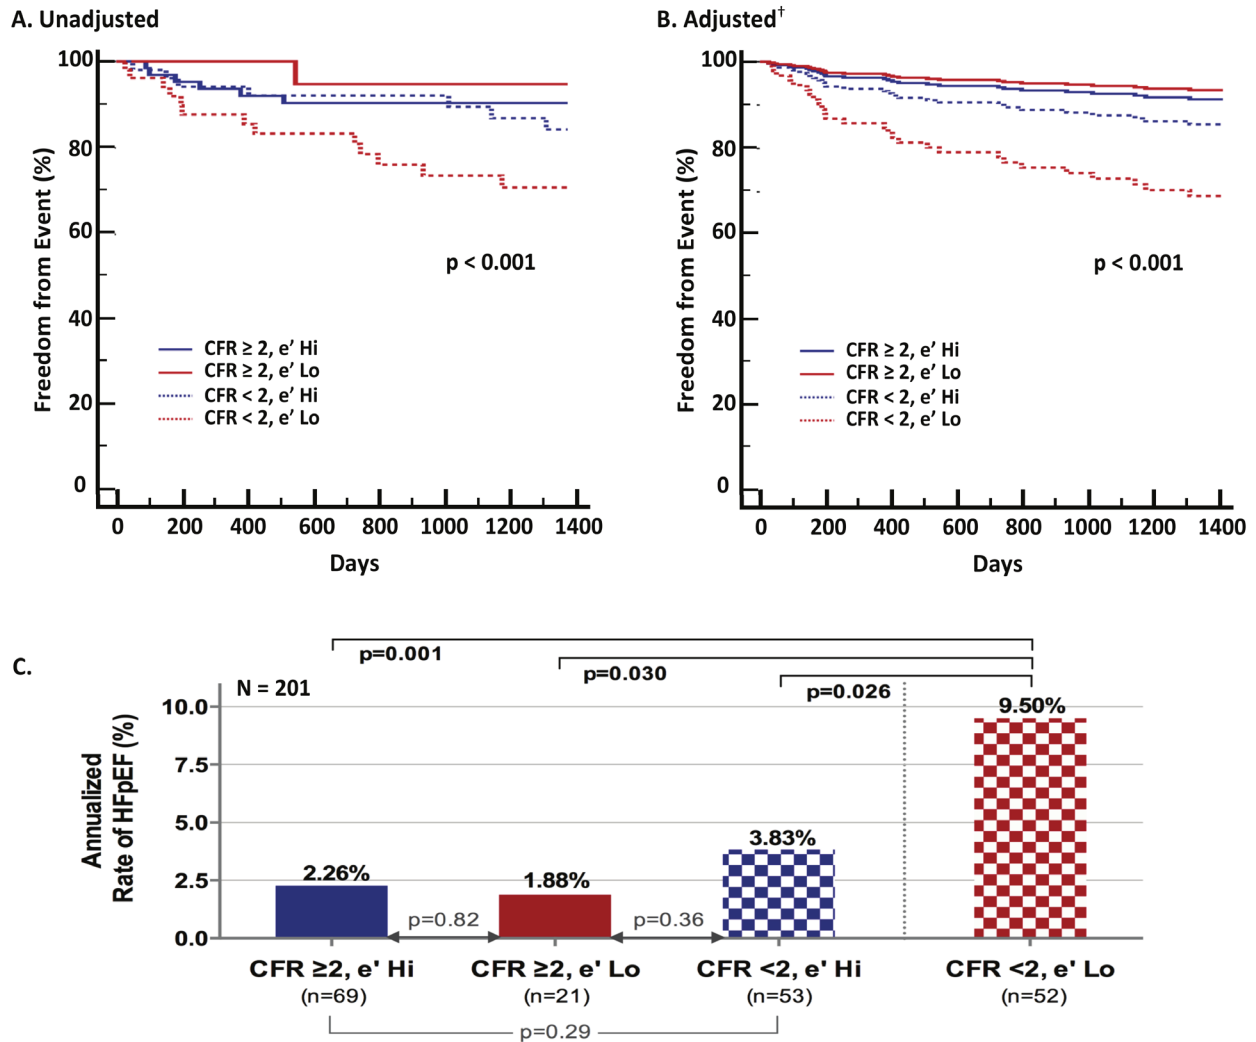 A. Unadjusted
100
80
60
40
20
0
Freedom from Event (%)
p < 0.001
CFR ≥ 2, e’ Hi
CFR ≥ 2, e’ Lo
CFR < 2, e’ Hi
CFR < 2, e’ Lo
0 200 400 600 800 1000 1200 1400
Days
B. Adjusted†
100
80
60
40
20
0
Freedom from Event (%)
p < 0.001
CFR ≥ 2, e’ Hi
CFR ≥ 2, e’ Lo
CFR < 2, e’ Hi
CFR < 2, e’ Lo
0 200 400 600 800 1000 1200 1400
Days
C.
p=0.001
p=0.030
p=0.026
N = 201
10.0
7.5
5.0
2.5
0.0
Annualized
Rate of HFpEF (%)
2.26%
1.88%
3.83%
9.50%
p=0.82
p=0.36
CFR ≥2, e' Hi CFR ≥2, e' Lo CFR <2, e' Hi CFR <2, e' Lo
(n=69) (n=21) (n=53) (n=52)
p=0.29